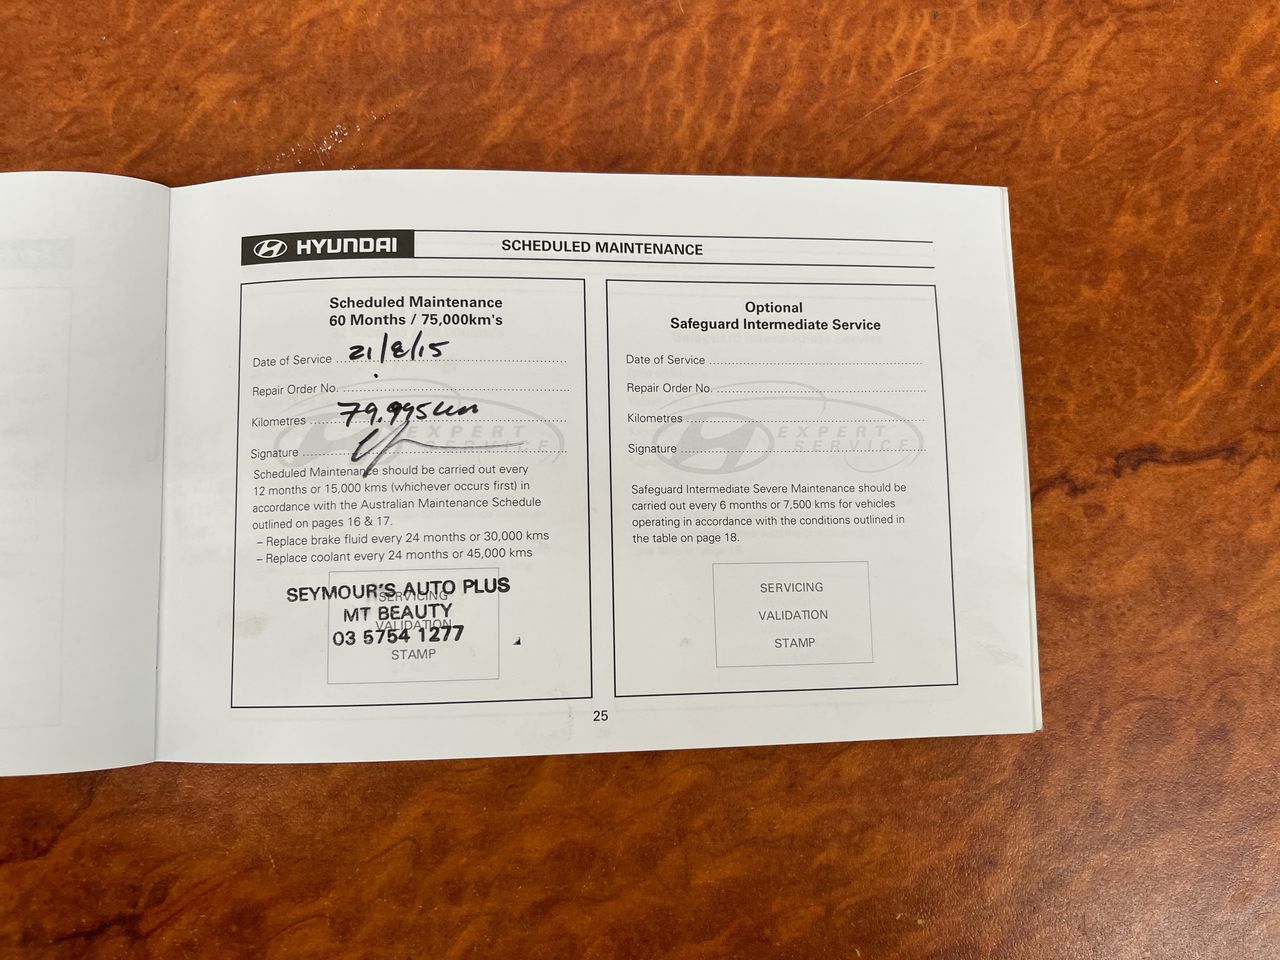 HYUNDAI
SCHEDULED MAINTENANCE
Scheduled Maintenance
60 Months / 75,000km's
Date of Service 21/8/15
Repair Order No.
Kilometres 79,995km
EXPERT
SERVICE
Signature
Scheduled Maintenance should be carried out every
12 months or 15,000 kms (whichever occurs first) in
accordance with the Australian Maintenance Schedule
outlined on pages 16 & 17.
– Replace brake fluid every 24 months or 30,000 kms
– Replace coolant every 24 months or 45,000 kms
SEYMOUR'S AUTO PLUS
SERVICING
MT BEAUTY
VALIDATION
03 5754 1277
STAMP
Optional
Safeguard Intermediate Service
Date of Service
Repair Order No.
Kilometres
EXPERT
SERVICE
Signature
Safeguard Intermediate Severe Maintenance should be
carried out every 6 months or 7,500 kms for vehicles
operating in accordance with the conditions outlined in
the table on page 18.
SERVICING
VALIDATION
STAMP
25